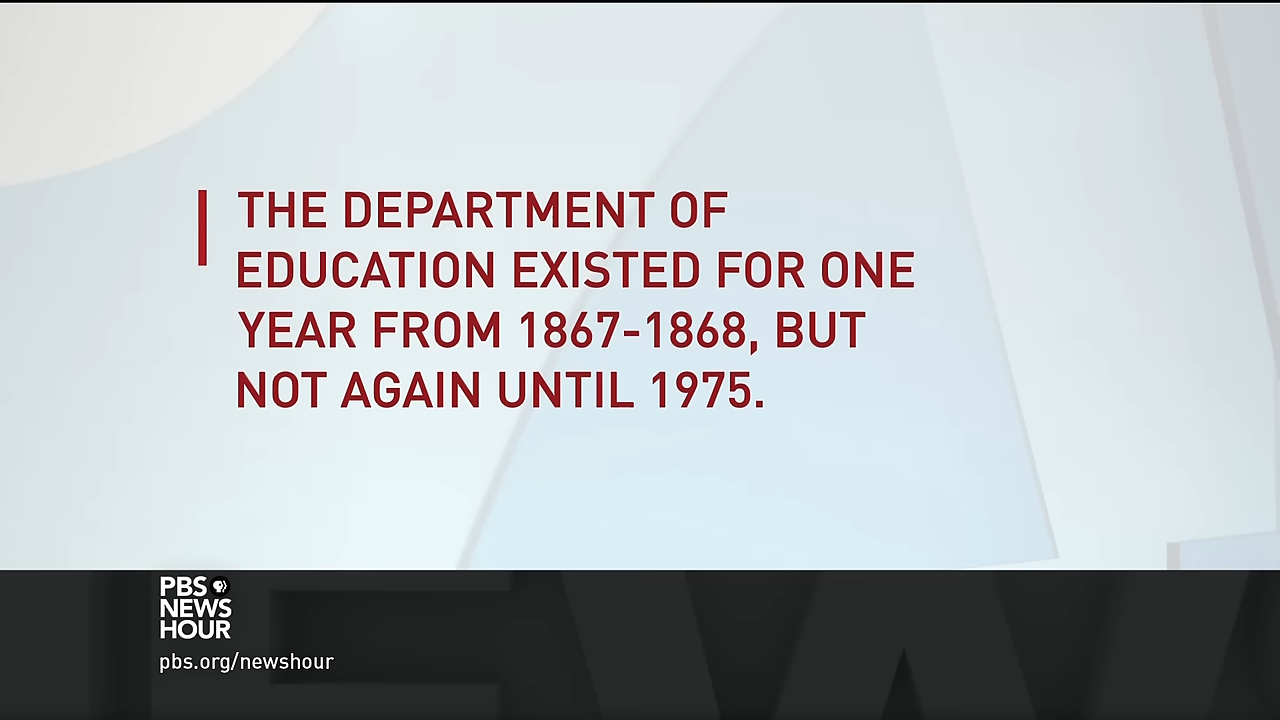 THE DEPARTMENT OF
EDUCATION EXISTED FOR ONE
YEAR FROM 1867-1868, BUT
NOT AGAIN UNTIL 1975.
PBS
NEWS
HOUR
pbs.org/newshour